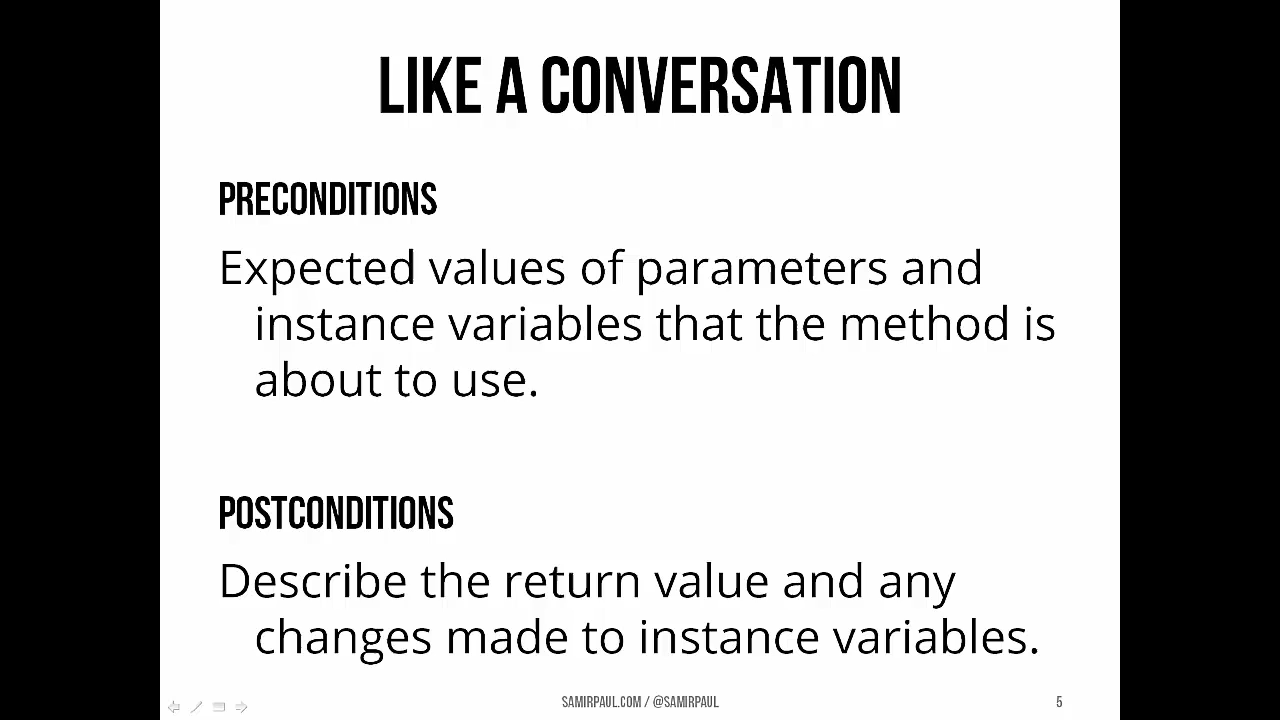 LIKE A CONVERSATION
PRECONDITIONS
Expected values of parameters and
instance variables that the method is
about to use.
POSTCONDITIONS
Describe the return value and any
changes made to instance variables.
SAMIRPAUL.COM / @SAMIRPAUL
5